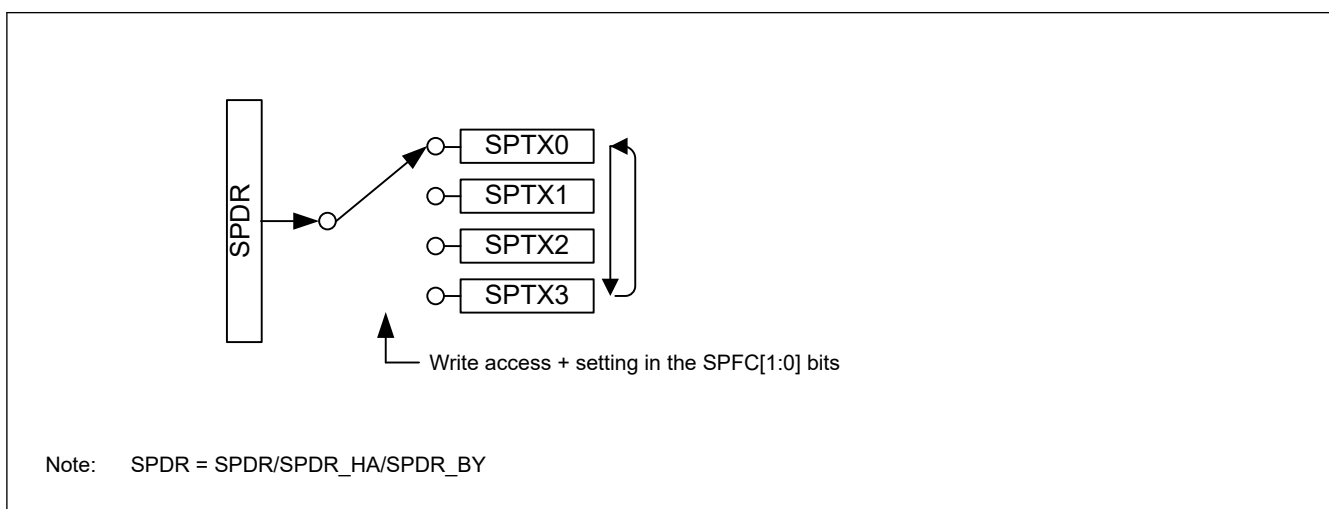 SPDR
SPTX0
SPTX1
SPTX2
SPTX3
Write access + setting in the SPFC[1:0] bits
Note: SPDR = SPDR/SPDR_HA/SPDR_BY